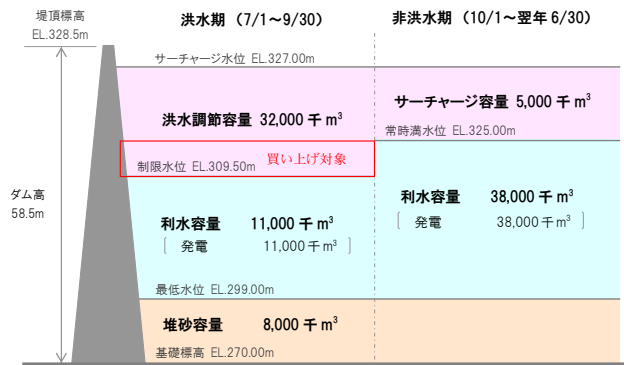 堤頂標高
EL.328.5m
洪水期（7/1～9/30）
非洪水期（10/1～翌年 6/30）
サーチャージ水位 EL.327.00m
洪水調節容量 32,000 千 m³
サーチャージ容量 5,000 千 m³
常時満水位 EL.325.00m
制限水位 EL.309.50m
買い上げ対象
ダム高
58.5m
利水容量 11,000 千 m³
［ 発電 11,000 千 m³ ］
利水容量 38,000 千 m³
［ 発電 38,000 千 m³ ］
最低水位 EL.299.00m
堆砂容量 8,000 千 m³
基礎標高 EL.270.00m